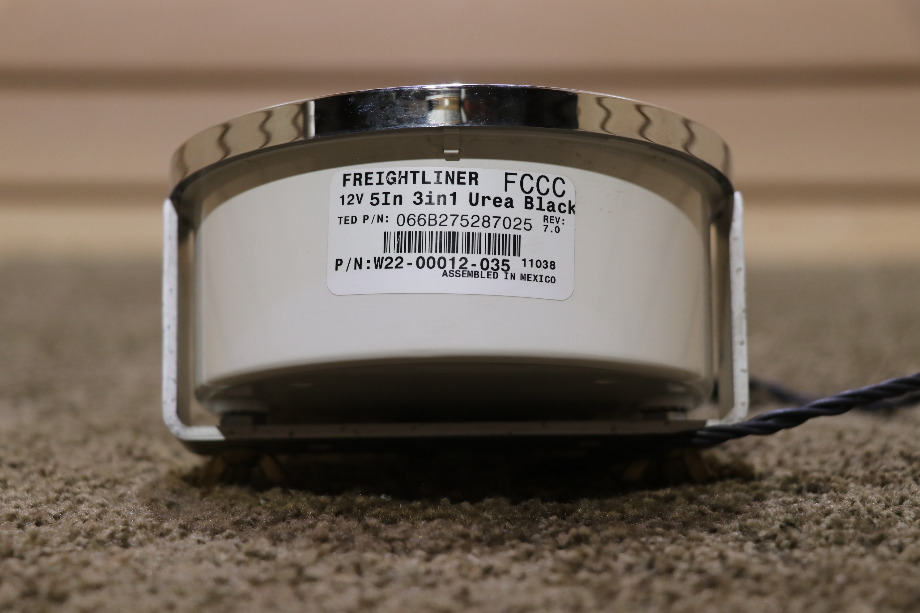 FREIGHTLINER FCCC
12V 5In 3in1 Urea Black
TED P/N: 066B275287025 REV: 7.0
P/N:W22-00012-035 11038
ASSEMBLED IN MEXICO